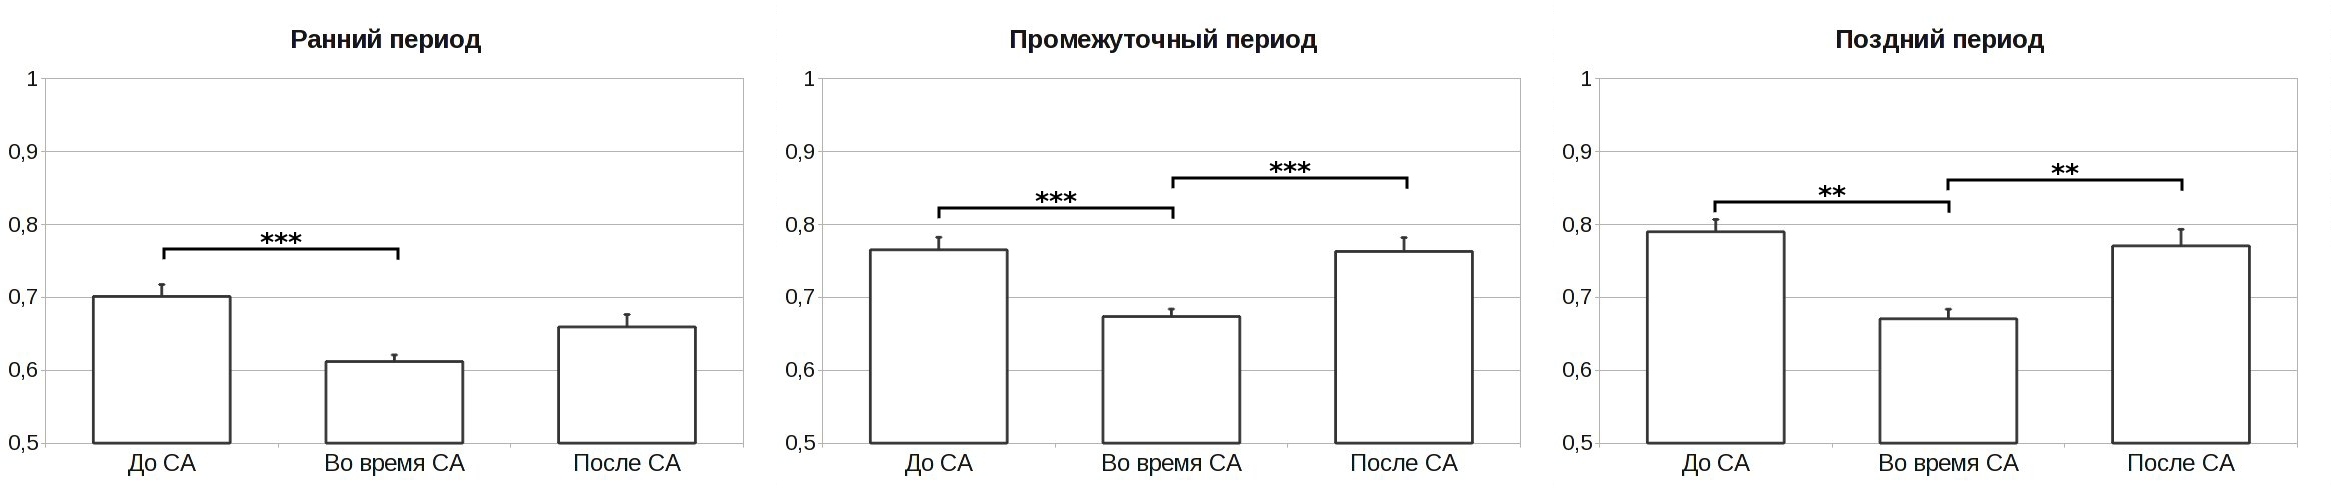 Ранний период
1
0,9
0,8
***
0,7
0,6
0,5
До СА
Во время СА
После СА
Промежуточный период
1
0,9
***
***
0,8
0,7
0,6
0,5
До СА
Во время СА
После СА
Поздний период
1
0,9
**
**
0,8
0,7
0,6
0,5
До СА
Во время СА
После СА